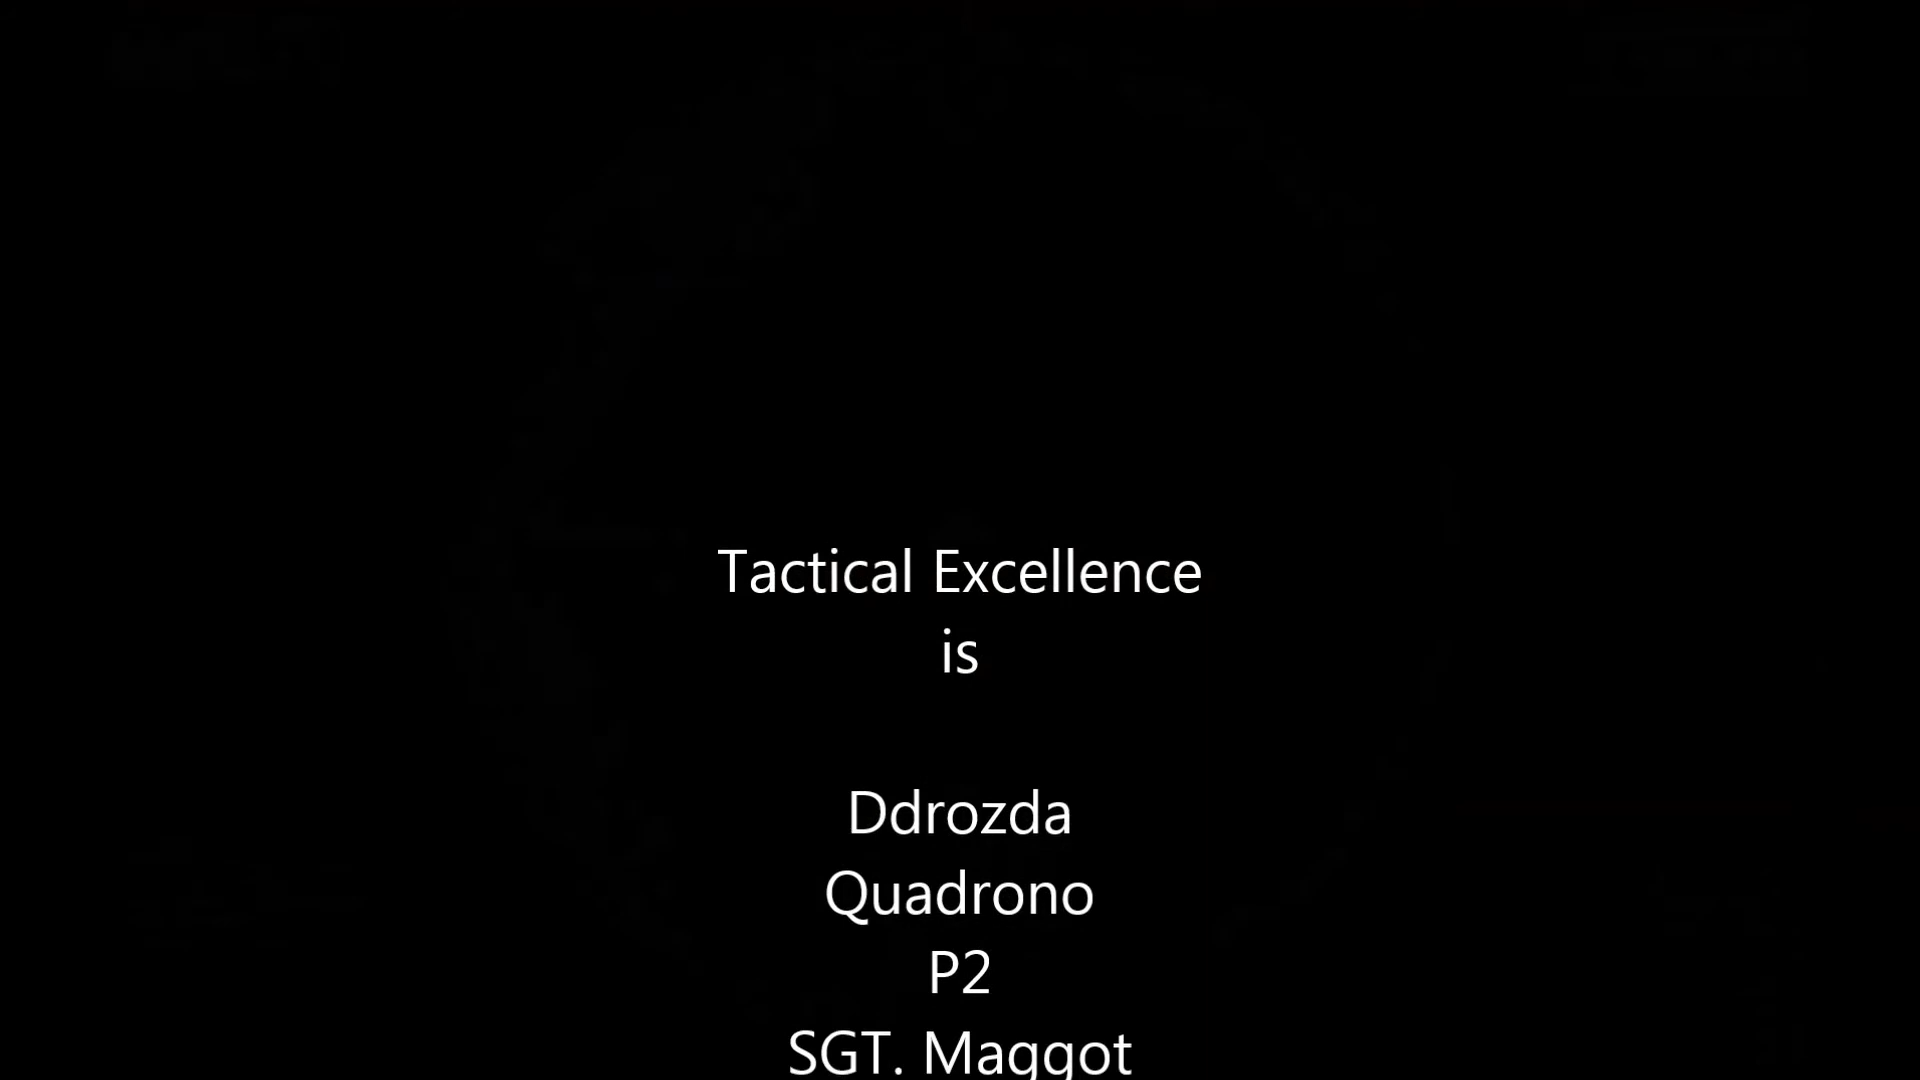 Tactical Excellence
is
Ddrozda
Quadrono
P2
SGT. Maggot